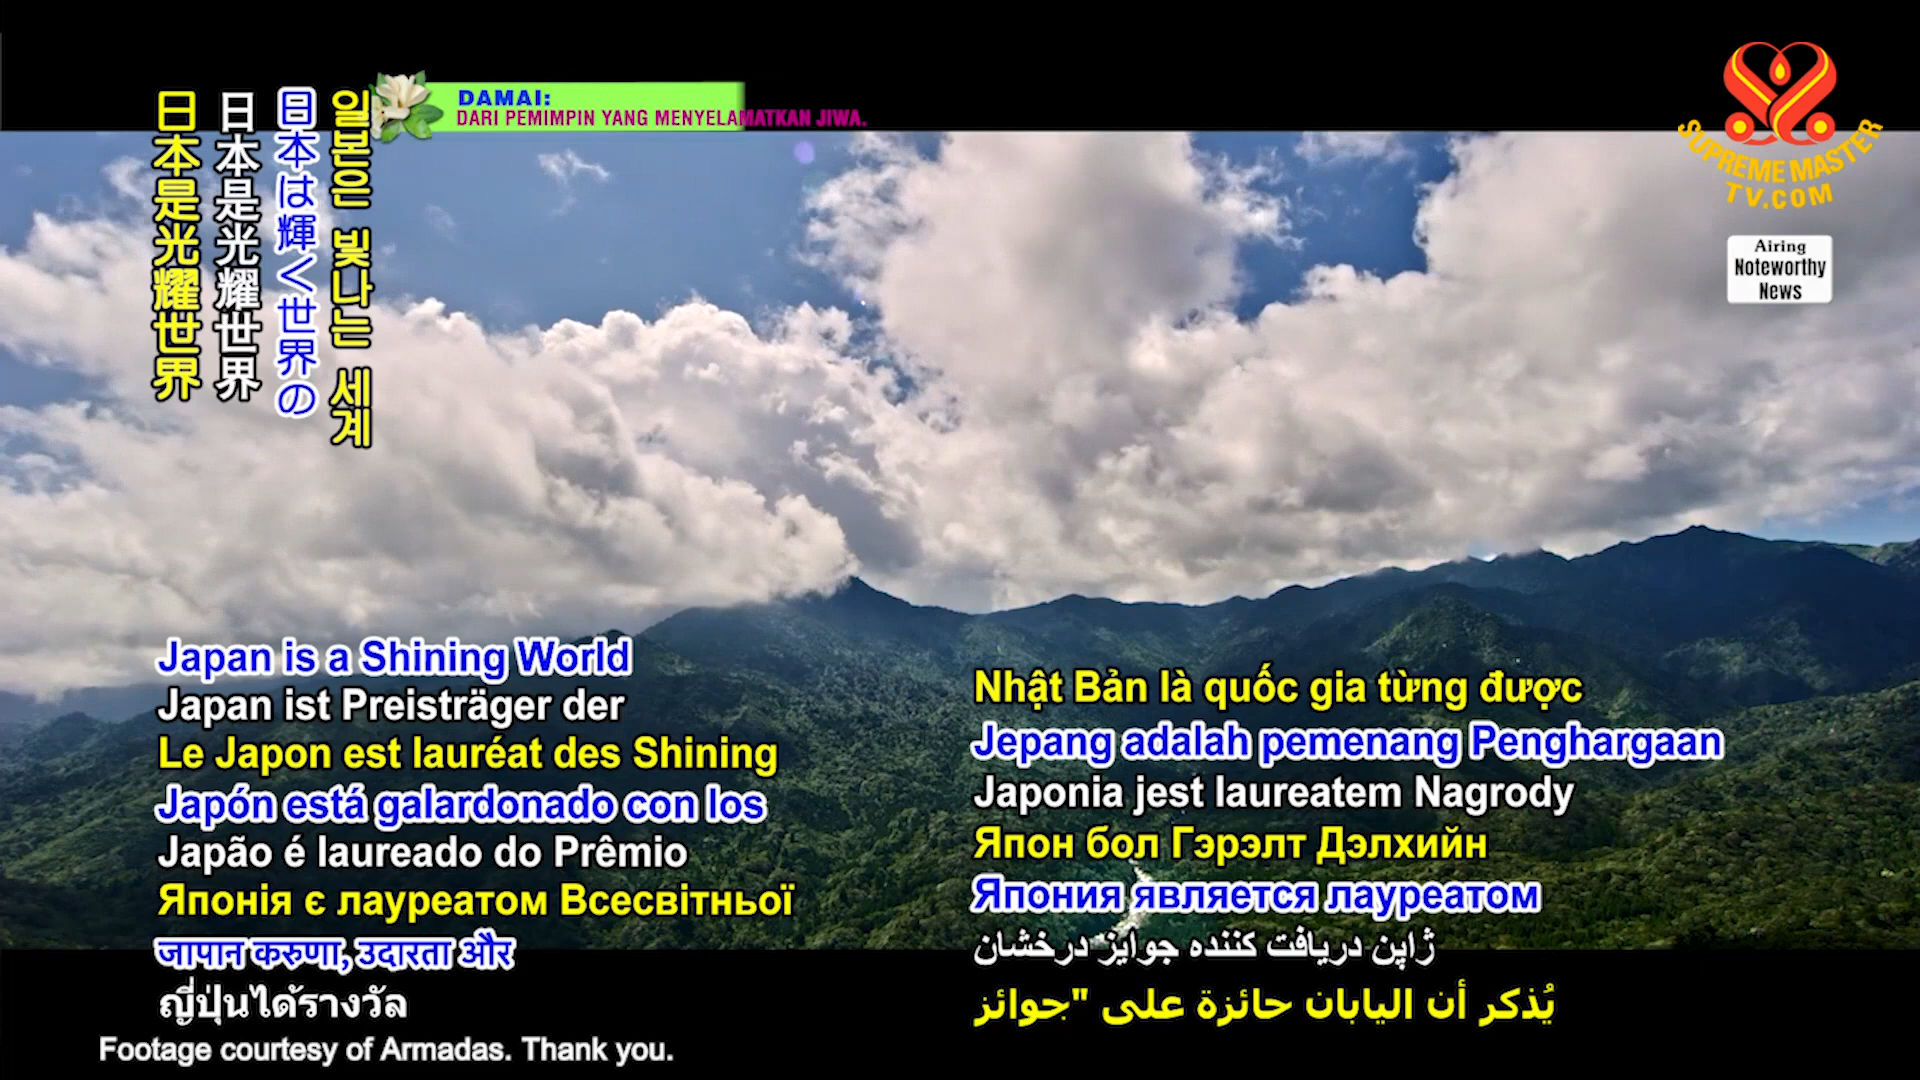 DAMAI:
DARI PEMIMPIN YANG MENYELAMATKAN JIWA.
SUPREME MASTER
TV.COM
Airing
Noteworthy
News
日本是光耀世界
日本是光耀世界
日本は輝く世界の
일본은 빛나는 세계
Japan is a Shining World
Japan ist Preisträger der
Le Japon est lauréat des Shining
Japón está galardonado con los
Japão é laureado do Prêmio
Японія є лауреатом Всесвітньої
जापान करुणा, उदारता और
ญี่ปุ่นได้รางวัล
Nhật Bản là quốc gia từng được
Jepang adalah pemenang Penghargaan
Japonia jest laureatem Nagrody
Япон бол Гэрэлт Дэлхийн
Япония является лауреатом
ژاپن دریافت کننده جوایز درخشان
يُذكر أن اليابان حائزة على "جوائز
Footage courtesy of Armadas. Thank you.